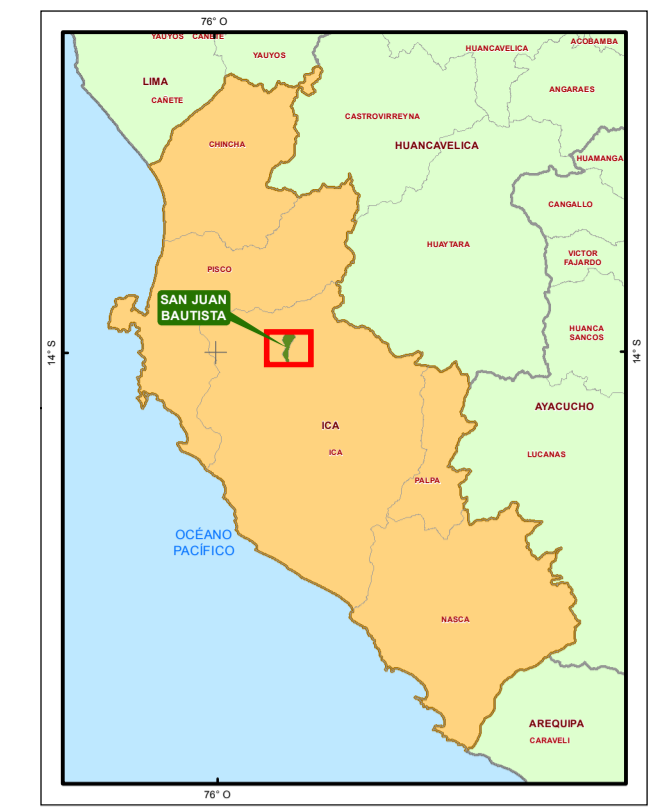 76° O
YAUYOS
CAÑETE
YAUYOS
HUANCAVELICA
ACOBAMBA
LIMA
CAÑETE
ANGARAES
CASTROVIRREYNA
CHINCHA
HUANCAVELICA
HUAMANGA
CANGALLO
HUAYTARA
VICTOR
FAJARDO
PISCO
SAN JUAN
BAUTISTA
HUANCA
SANCOS
14° S
14° S
AYACUCHO
ICA
ICA
LUCANAS
PALPA
OCÉANO
PACÍFICO
NASCA
AREQUIPA
CARAVELI
76° O